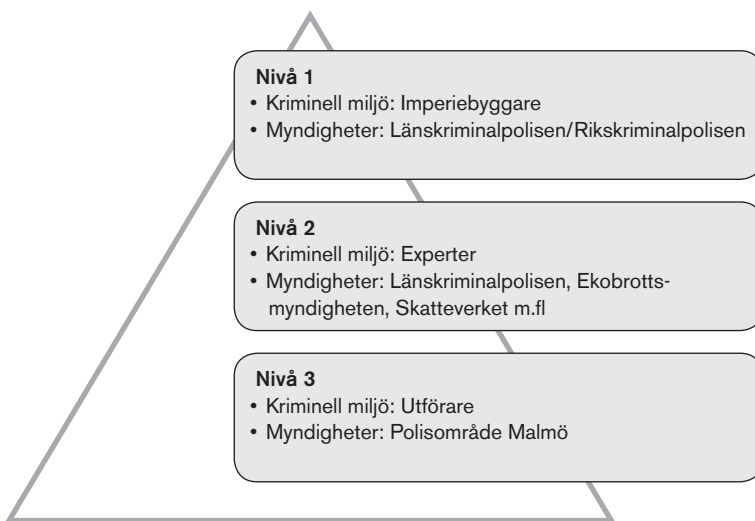 Nivå 1
• Kriminell miljö: Imperiebyggare
• Myndigheter: Länskriminalpolisen/Rikskriminalpolisen
Nivå 2
• Kriminell miljö: Experter
• Myndigheter: Länskriminalpolisen, Ekobrotts-
myndigheten, Skatteverket m.fl
Nivå 3
• Kriminell miljö: Utförare
• Myndigheter: Polisområde Malmö